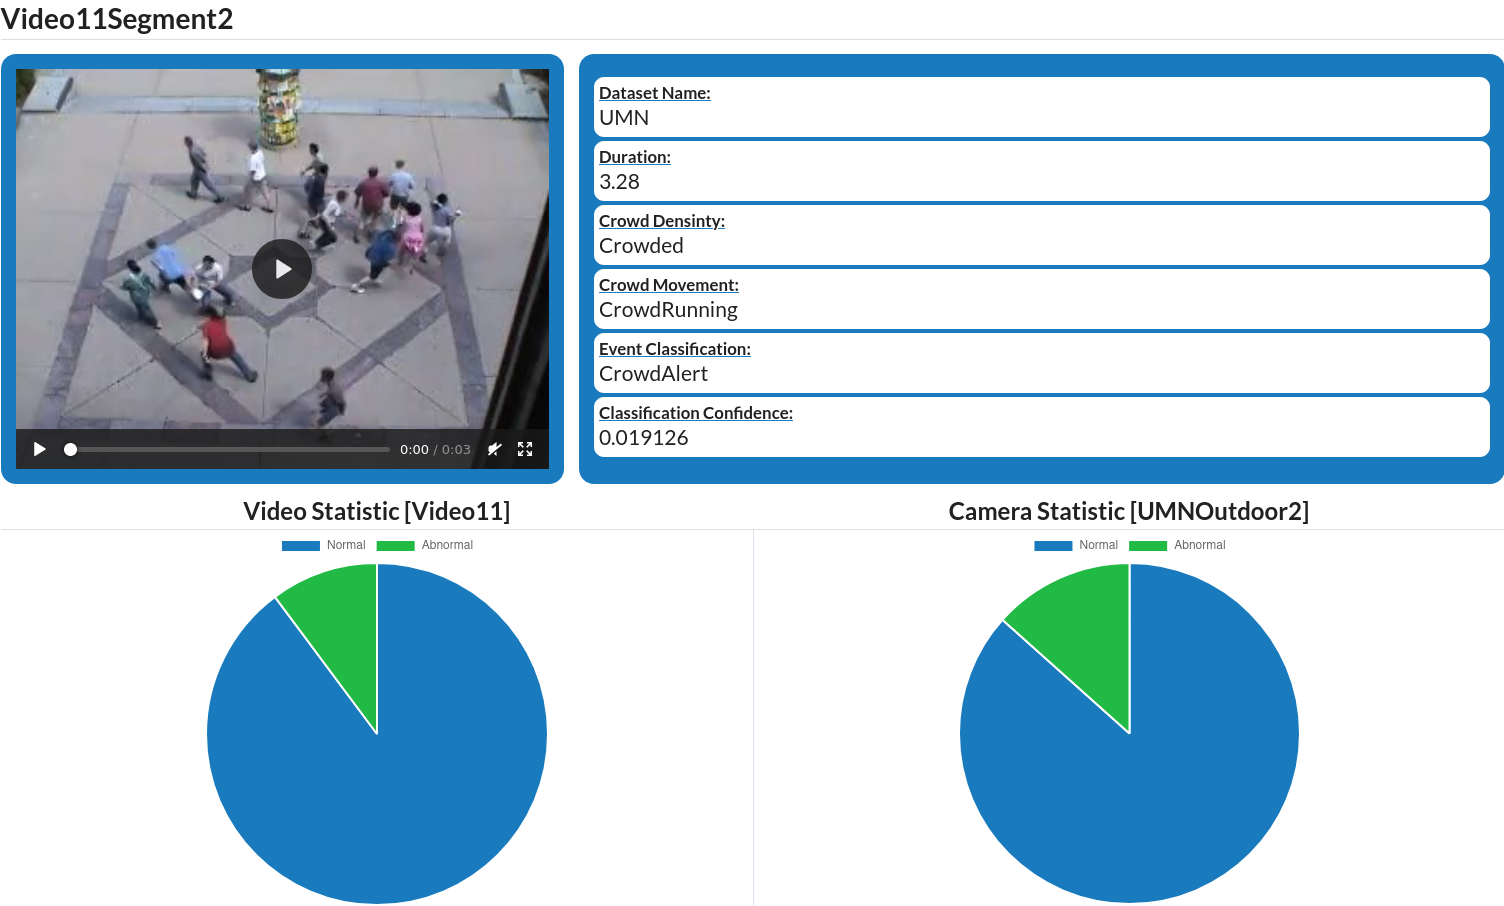 Video11Segment2
Dataset Name:
UMN
Duration:
3.28
Crowd Densinty:
Crowded
Crowd Movement:
CrowdRunning
Event Classification:
CrowdAlert
Classification Confidence:
0.019126
0:00 / 0:03
Video Statistic [Video11]
Normal Abnormal
Camera Statistic [UMNOutdoor2]
Normal Abnormal